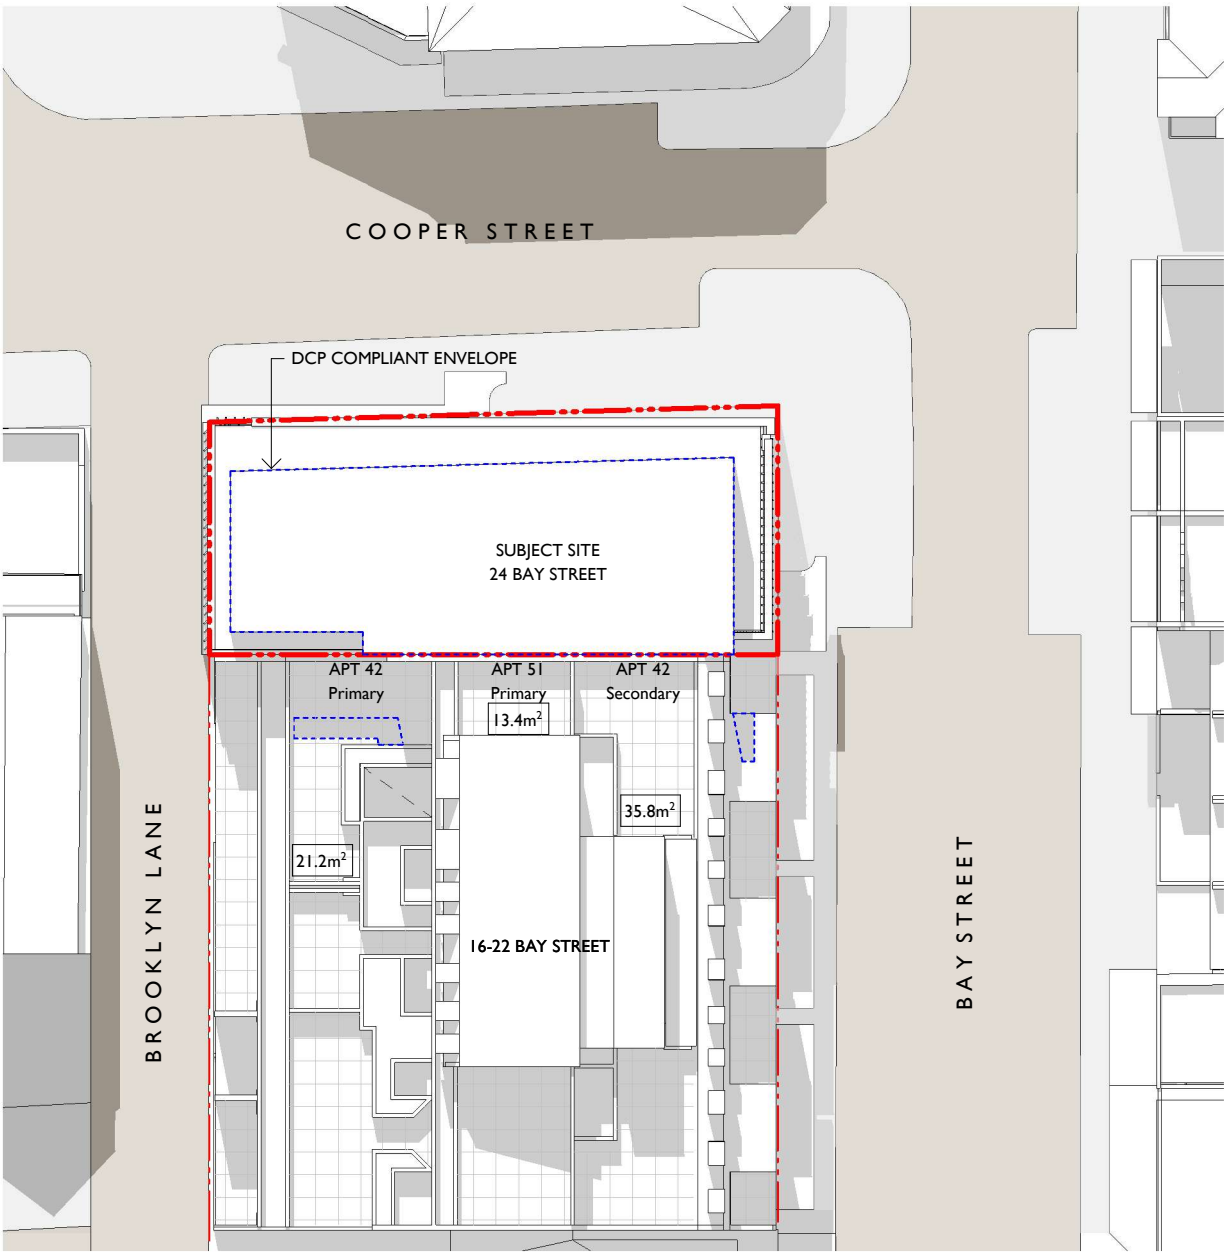 COOPER STREET
DCP COMPLIANT ENVELOPE
SUBJECT SITE
24 BAY STREET
APT 42
Primary
APT 51
Primary
13.4m²
APT 42
Secondary
35.8m²
21.2m²
16-22 BAY STREET
BROOKLYN LANE
BAY STREET